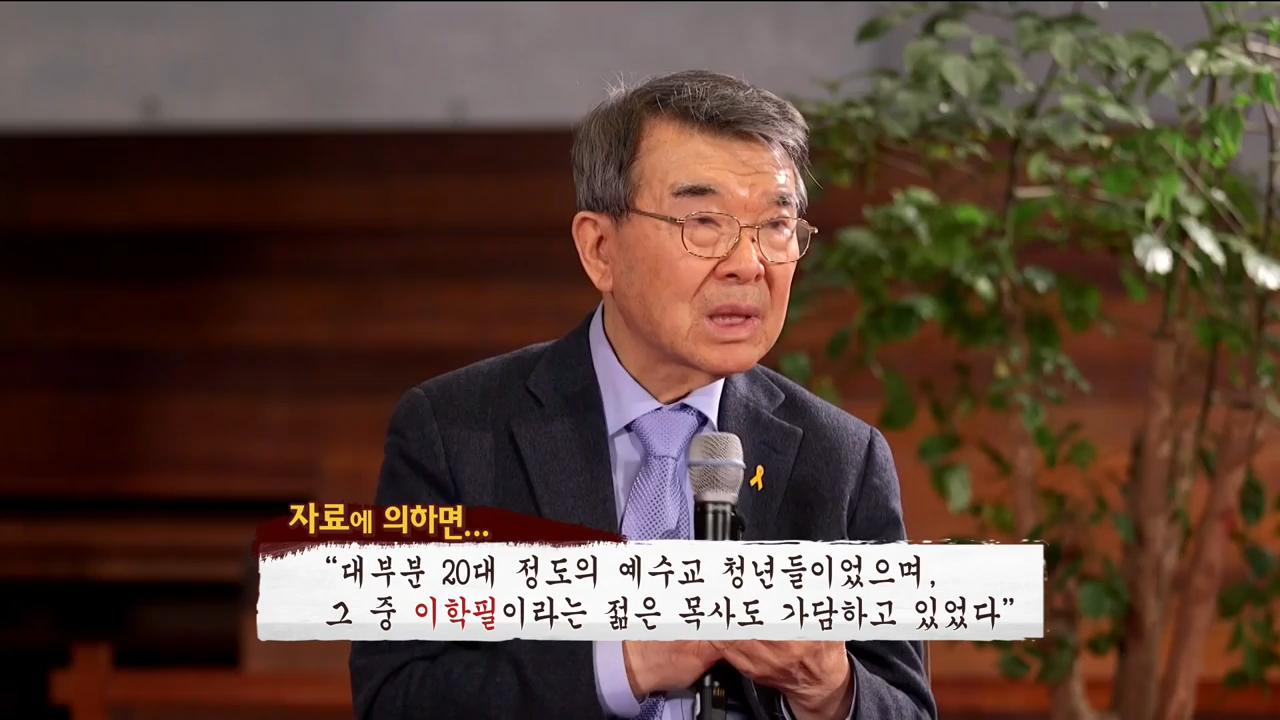 자료에 의하면...
“대부분 20대 정도의 예수교 청년들이었으며,
그 중 이학필이라는 젊은 목사도 가담하고 있었다”